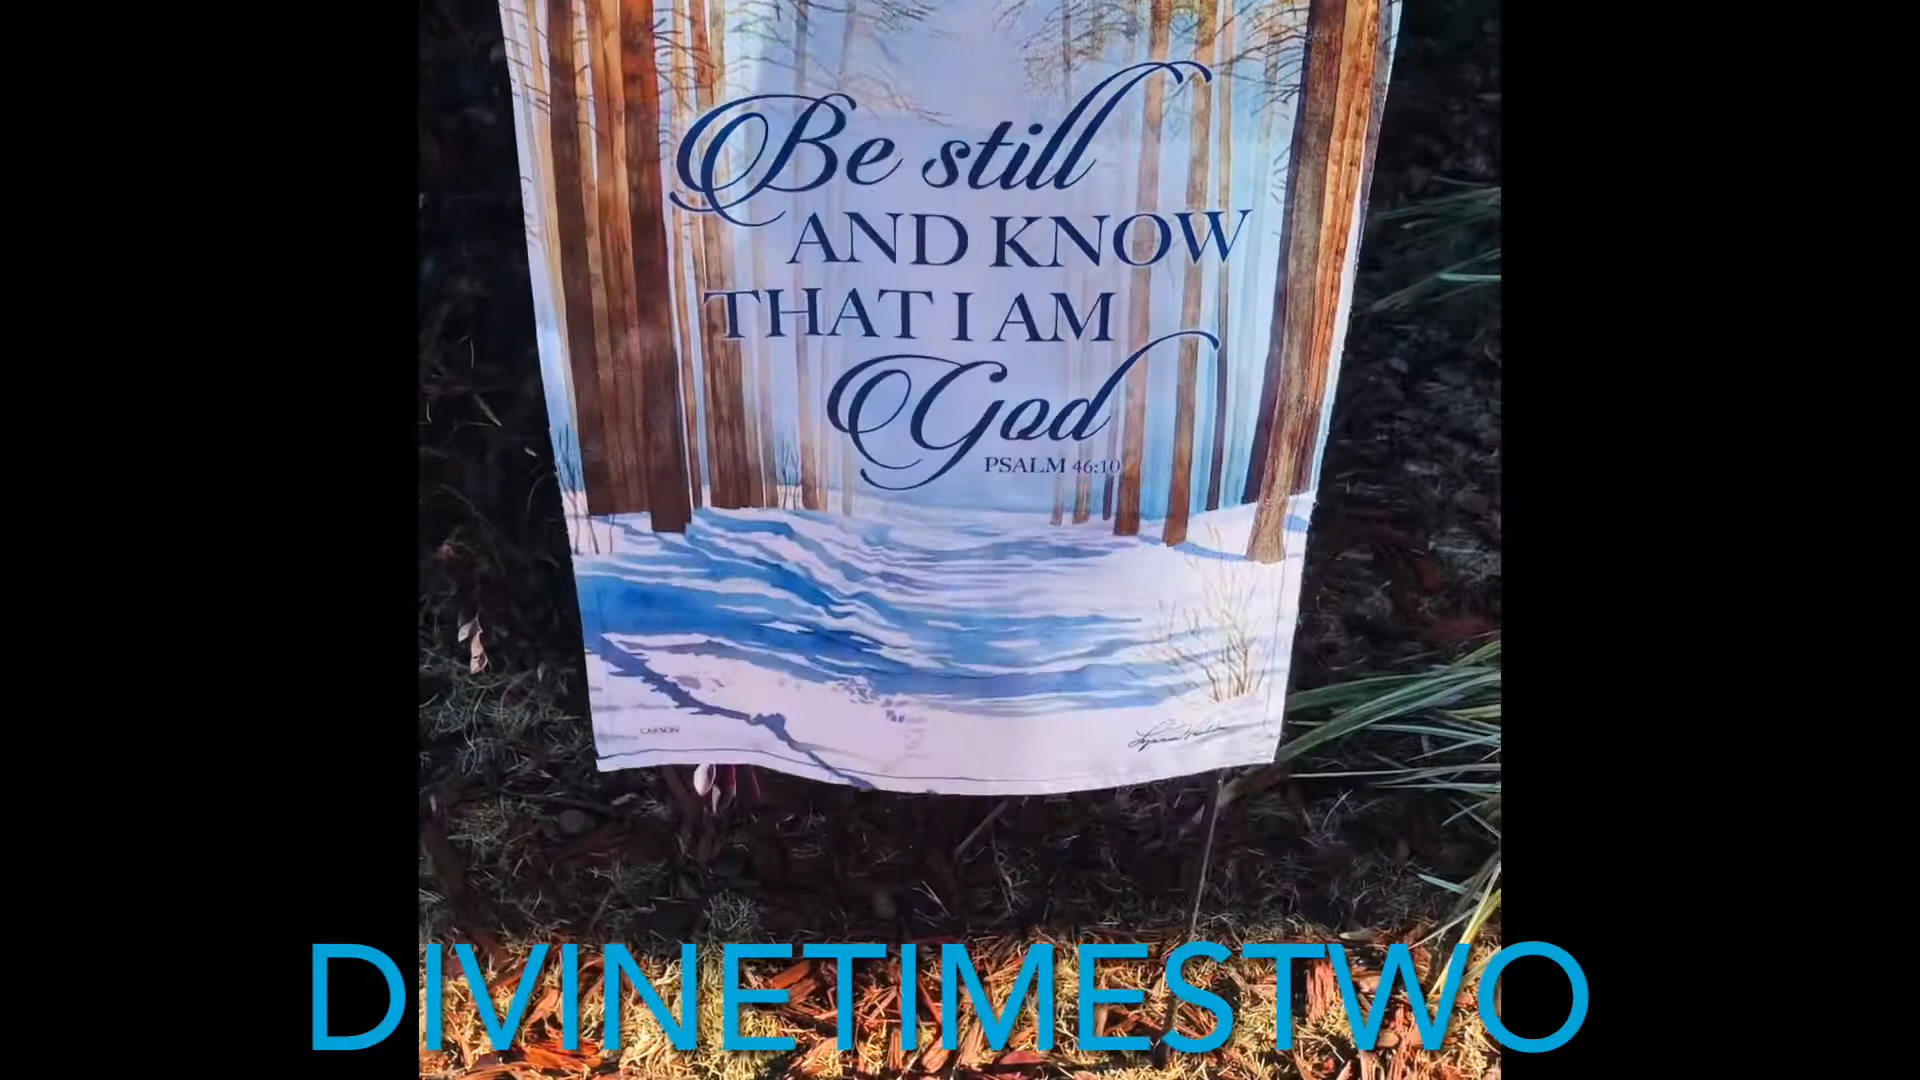 Be still
AND KNOW
THAT I AM
God
PSALM 46:10
CARSON
DIVINETIMESTWO